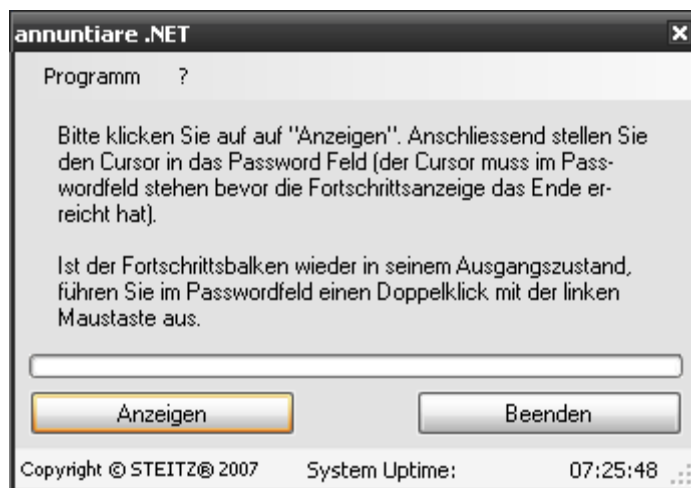 annuntiare .NET
Programm ?
Bitte klicken Sie auf auf "Anzeigen". Anschliessend stellen Sie
den Cursor in das Password Feld (der Cursor muss im Pass-
wordfeld stehen bevor die Fortschrittsanzeige das Ende er-
reicht hat).
Ist der Fortschrittsbalken wieder in seinem Ausgangszustand,
führen Sie im Passwordfeld einen Doppelklick mit der linken
Maustaste aus.
Anzeigen Beenden
Copyright © STEITZ® 2007 System Uptime: 07:25:48